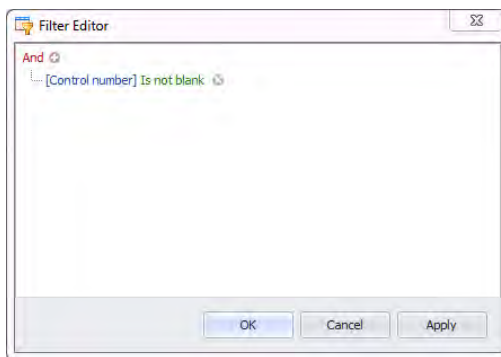 Filter Editor
And
[Control number] Is not blank
OK Cancel Apply